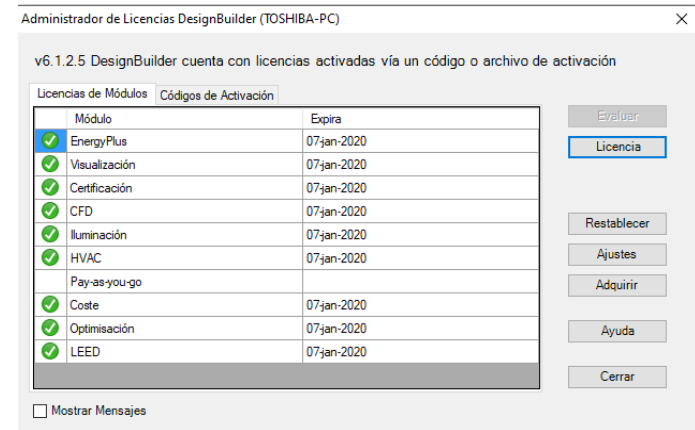 Administrador de Licencias DesignBuilder (TOSHIBA-PC)
v6.1.2.5 DesignBuilder cuenta con licencias activadas vía un código o archivo de activación
Licencias de Módulos Códigos de Activación
Módulo Expira
EnergyPlus 07-jan-2020
Visualización 07-jan-2020
Certificación 07-jan-2020
CFD 07-jan-2020
Iluminación 07-jan-2020
HVAC 07-jan-2020
Pay-as-you-go
Coste 07-jan-2020
Optimisación 07-jan-2020
LEED 07-jan-2020
Evaluar
Licencia
Restablecer
Ajustes
Adquirir
Ayuda
Cerrar
Mostrar Mensajes